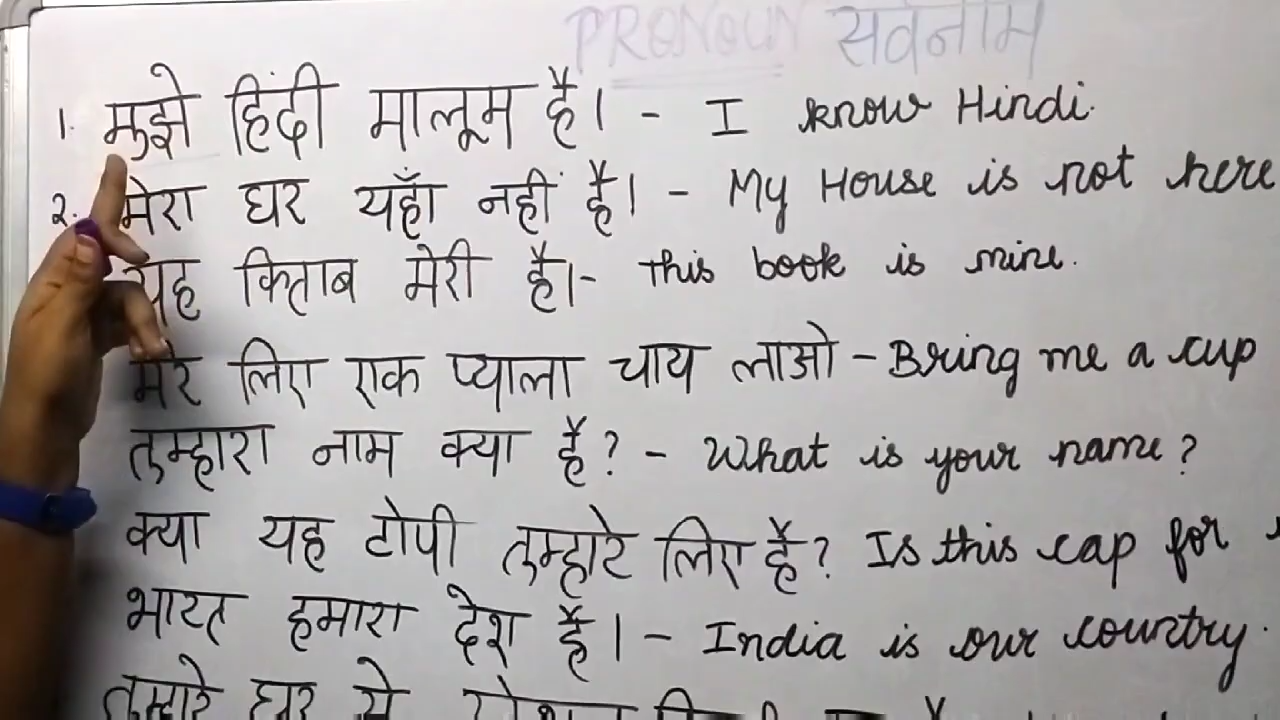 PRONOUN सर्वनाम
1. मुझे हिंदी मालूम है। - I know Hindi.
2. मेरा घर यहाँ नहीं है। - My House is not here
यह किताब मेरी है।- this book is mine.
मेरे लिए एक प्याला चाय लाओ - Bring me a cup
तुम्हारा नाम क्या है? - What is your name?
क्या यह टोपी तुम्हारे लिए है? Is this cap for
भारत हमारा देश है। - India is our country.
तुम्हारे घर से